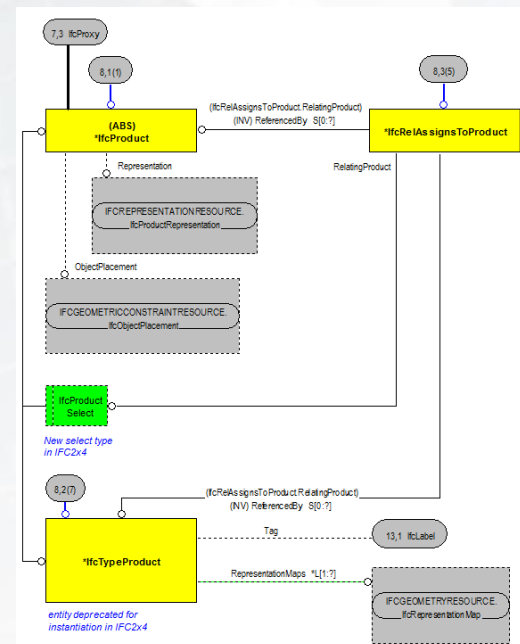 7,3 IfcProxy
8,1(1)
8,3(5)
(ABS)
*IfcProduct
(IfcRelAssignsToProduct.RelatingProduct)
(INV) ReferencedBy S[0:?]
*IfcRelAssignsToProduct
Representation
RelatingProduct
IFCREPRESENTATIONRESOURCE.
IfcProductRepresentation
ObjectPlacement
IFCGEOMETRICCONSTRAINTRESOURCE.
IfcObjectPlacement
IfcProduct
Select
New select type
in IFC2x4
8,2(7)
(IfcRelAssignsToProduct.RelatingProduct)
(INV) ReferencedBy S[0:?]
Tag
13,1 IfcLabel
*IfcTypeProduct
RepresentationMaps *L[1:?]
IFCGEOMETRYRESOURCE.
IfcRepresentationMap
entity deprecated for
instantiation in IFC2x4